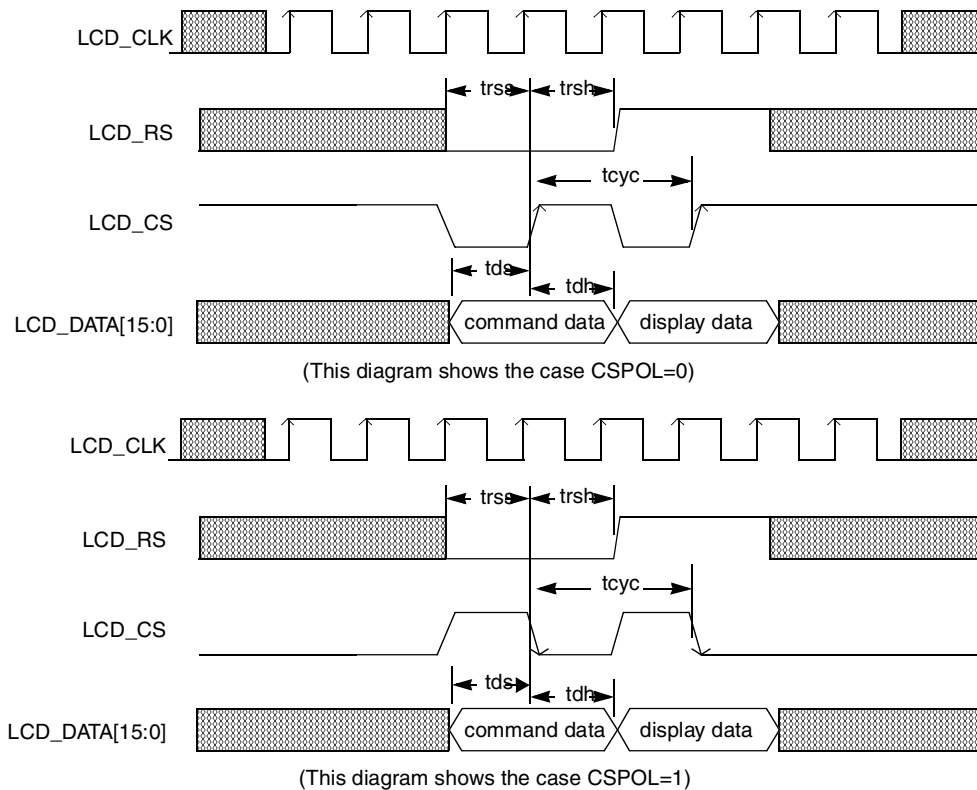 LCD_CLK
trss trsh
LCD_RS
tcyc
LCD_CS
tds
tdh
LCD_DATA[15:0] command data display data
(This diagram shows the case CSPOL=0)
LCD_CLK
trss trsh
LCD_RS
tcyc
LCD_CS
tds
tdh
LCD_DATA[15:0] command data display data
(This diagram shows the case CSPOL=1)